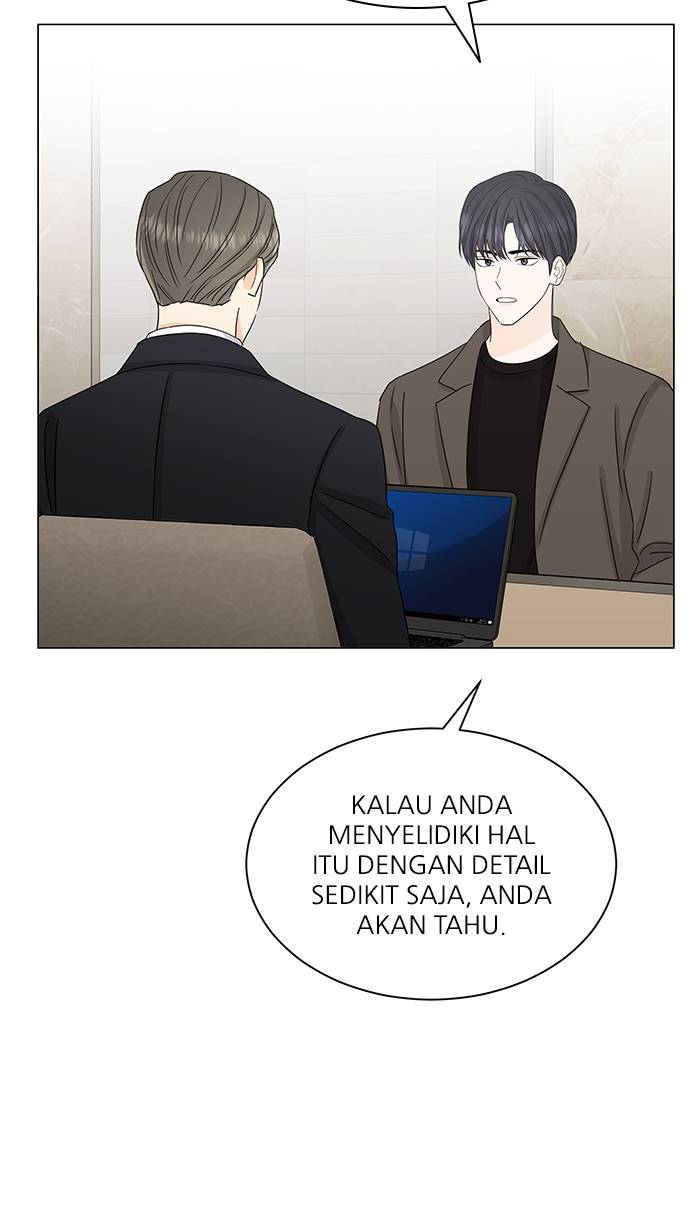 KALAU ANDA
MENYELIDIKI HAL
ITU DENGAN DETAIL
SEDIKIT SAJA, ANDA
AKAN TAHU.